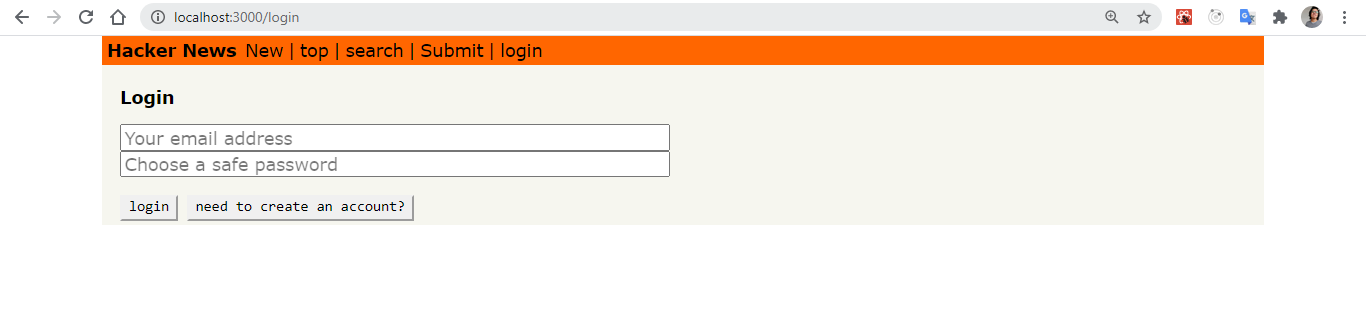 localhost:3000/login
Hacker News New | top | search | Submit | login
Login
Your email address
Choose a safe password
login need to create an account?